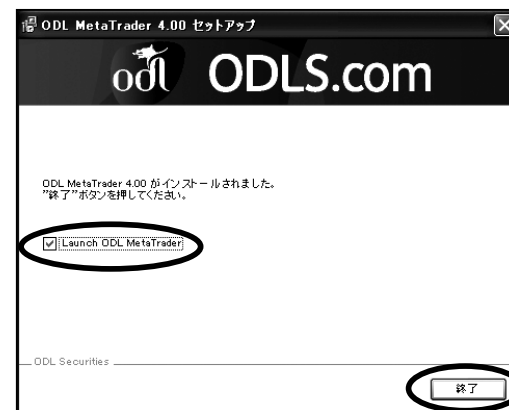 ODL MetaTrader 4.00 セットアップ
odl ODLS.com
ODL MetaTrader 4.00 がインストールされました。
"終了"ボタンを押してください。
Launch ODL MetaTrader
ODL Securities
終了